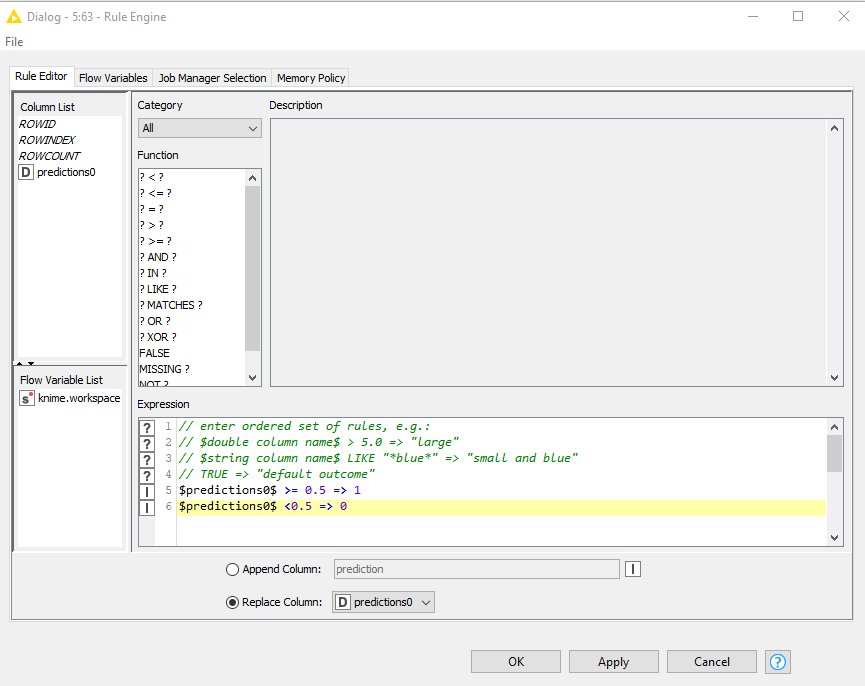 Dialog - 5:63 - Rule Engine
File
Rule Editor Flow Variables Job Manager Selection Memory Policy
Column List
ROWID
ROWINDEX
ROWCOUNT
D predictions0
Category
All
Function
? < ?
? <= ?
? = ?
? > ?
? >= ?
? AND ?
? IN ?
? LIKE ?
? MATCHES ?
? OR ?
? XOR ?
FALSE
MISSING ?
NOT ?
Description
Flow Variable List
s knime.workspace
Expression
? 1 // enter ordered set of rules, e.g.:
? 2 // $double column name$ > 5.0 => "large"
? 3 // $string column name$ LIKE "*blue*" => "small and blue"
? 4 // TRUE => "default outcome"
I 5 $predictions0$ >= 0.5 => 1
I 6 $predictions0$ <0.5 => 0
Append Column: prediction I
Replace Column: D predictions0
OK Apply Cancel ?